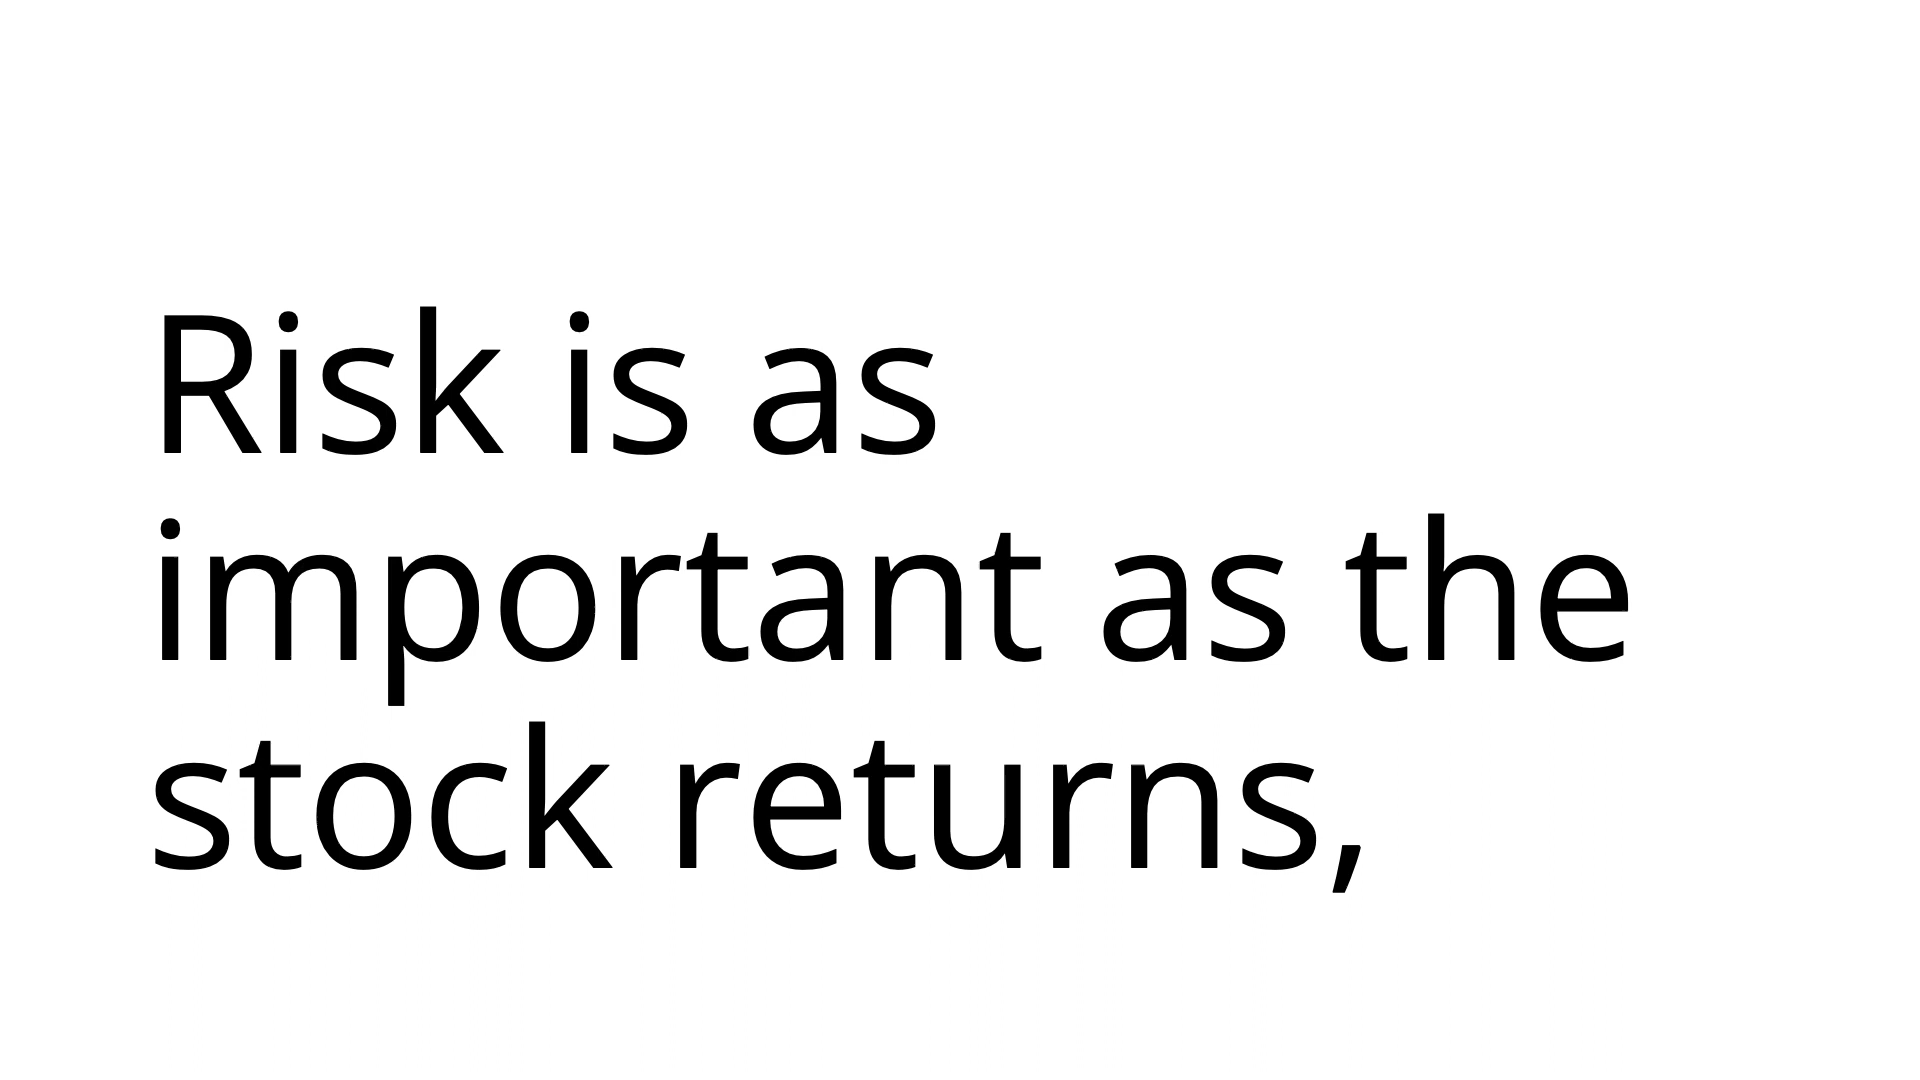 Risk is as
important as the
stock returns,